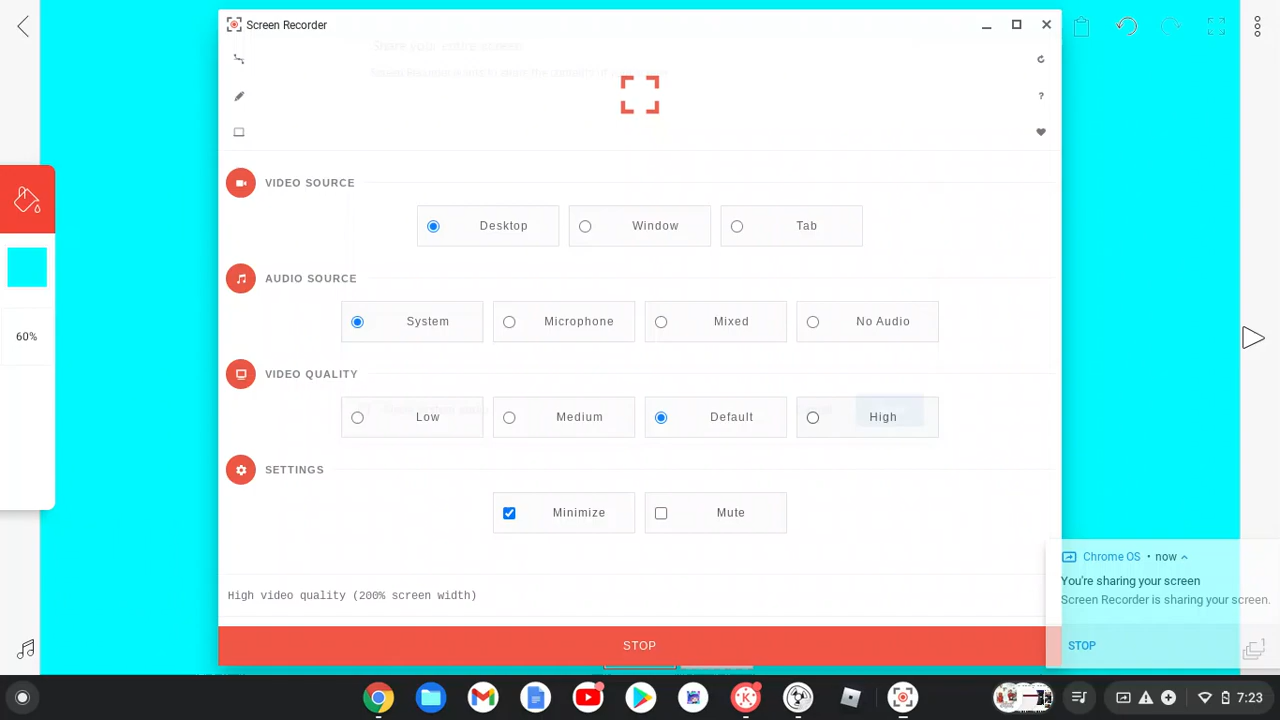 Screen Recorder
?
VIDEO SOURCE
Desktop Window Tab
AUDIO SOURCE
System Microphone Mixed No Audio
60%
VIDEO QUALITY
Low Medium Default High
SETTINGS
Minimize Mute
Chrome OS • now
You're sharing your screen
Screen Recorder is sharing your screen.
High video quality (200% screen width)
STOP
STOP
7:23